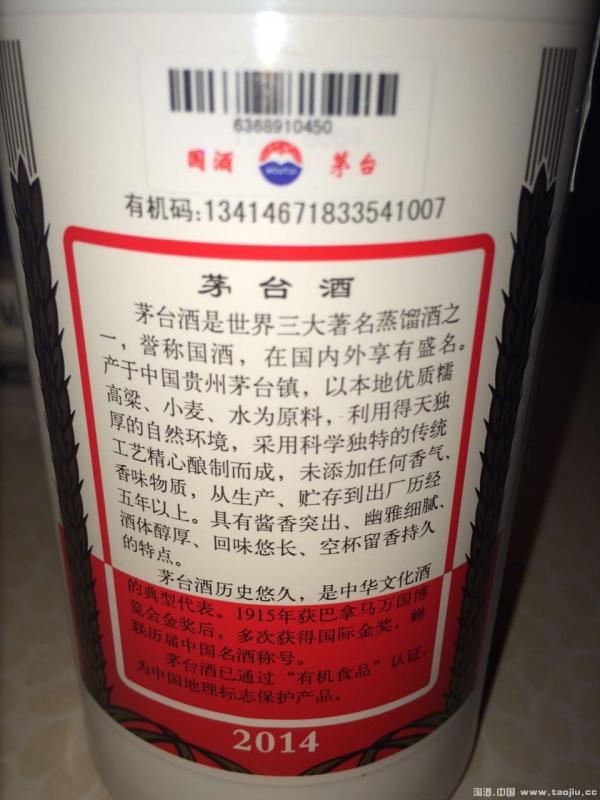 6368910450
国酒 MOUTAI 茅台
有机码:13414671833541007
茅台酒
茅台酒是世界三大著名蒸馏酒之
一，誉称国酒，在国内外享有盛名。
产于中国贵州茅台镇，以本地优质糯
高粱、小麦、水为原料，利用得天独
厚的自然环境，采用科学独特的传统
工艺精心酿制而成，未添加任何香气、
香味物质，从生产、贮存到出厂历经
五年以上。具有酱香突出、幽雅细腻、
酒体醇厚、回味悠长、空杯留香持久
的特点。
茅台酒历史悠久，是中华文化酒
的典型代表。1915年获巴拿马万国博
览会金奖后，多次获得国际金奖，蝉
联历届中国名酒称号。
茅台酒已通过“有机食品”认证，
为中国地理标志保护产品。
2014
淘酒.中国 www.taojiu.cc